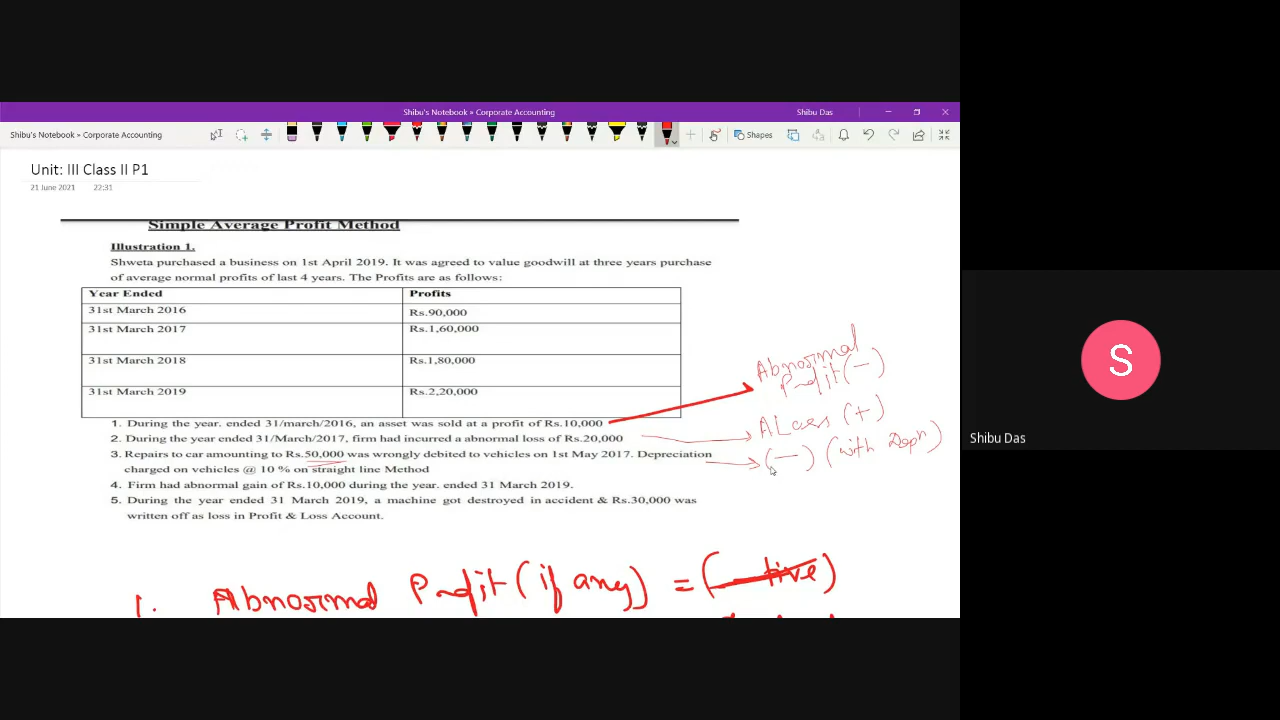 Shibu's Notebook » Corporate Accounting
Shibu Das
Shibu's Notebook » Corporate Accounting
Shapes
Unit: III Class II P1
21 June 2021 22:31
Simple Average Profit Method
Illustration 1.
Shweta purchased a business on 1st April 2019. It was agreed to value goodwill at three years purchase
of average normal profits of last 4 years. The Profits are as follows:
Year Ended Profits
31st March 2016 Rs.90,000
31st March 2017 Rs.1,60,000
31st March 2018 Rs.1,80,000
31st March 2019 Rs.2,20,000
1. During the year. ended 31/march/2016, an asset was sold at a profit of Rs.10,000
2. During the year ended 31/March/2017, firm had incurred a abnormal loss of Rs.20,000
3. Repairs to car amounting to Rs.50,000 was wrongly debited to vehicles on 1st May 2017. Depreciation
charged on vehicles @ 10 % on straight line Method
4. Firm had abnormal gain of Rs.10,000 during the year. ended 31 March 2019.
5. During the year ended 31 March 2019, a machine got destroyed in accident & Rs.30,000 was
written off as loss in Profit & Loss Account.
Abnormal
Profit (-)
A Loss (+)
(-) (with Depn)
1. Abnormal Profit (if any) = (-tive)
S
Shibu Das